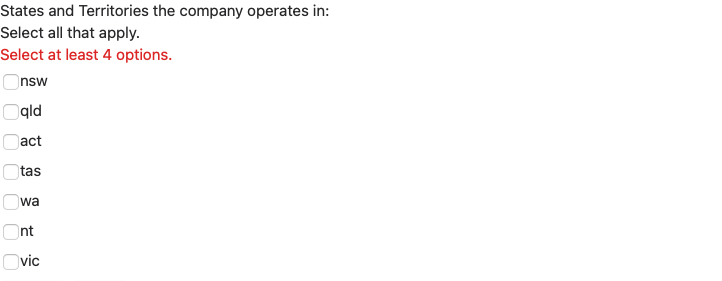 States and Territories the company operates in:
Select all that apply.
Select at least 4 options.
nsw
qld
act
tas
wa
nt
vic